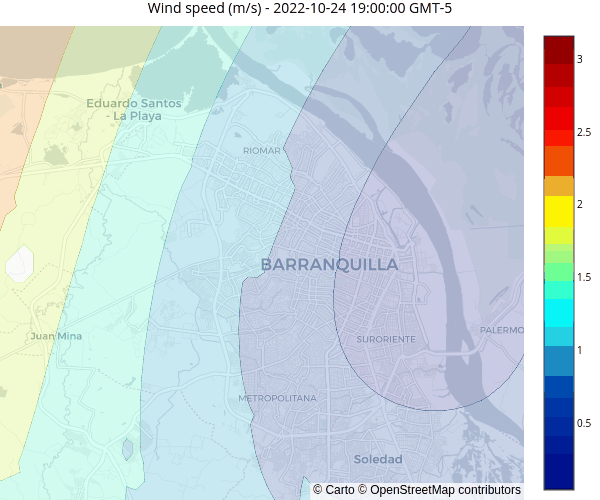 Wind speed (m/s) - 2022-10-24 19:00:00 GMT-5
3
Eduardo Santos
- La Playa
2.5
RIOMAR
2
BARRANQUILLA
1.5
Juan Mina
PALERMO
SURORIENTE
1
METROPOLITANA
0.5
Soledad
© Carto © OpenStreetMap contributors